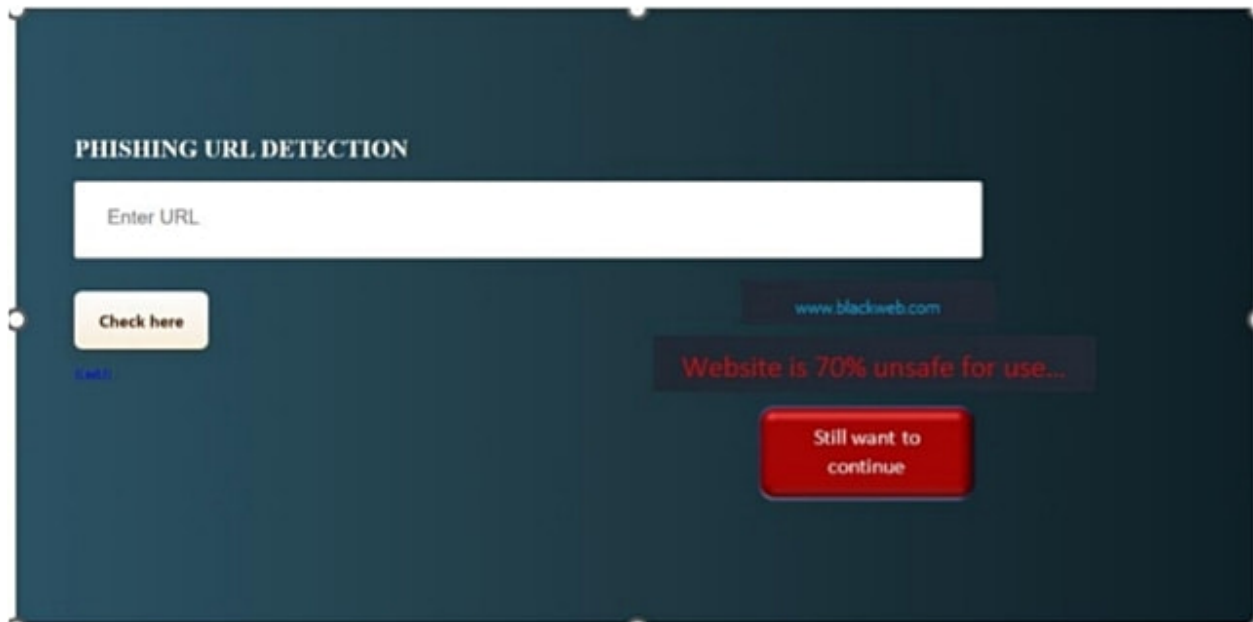 PHISHING URL DETECTION
Enter URL
Check here
www.blackweb.com
Website is 70% unsafe for use...
Still want to
continue